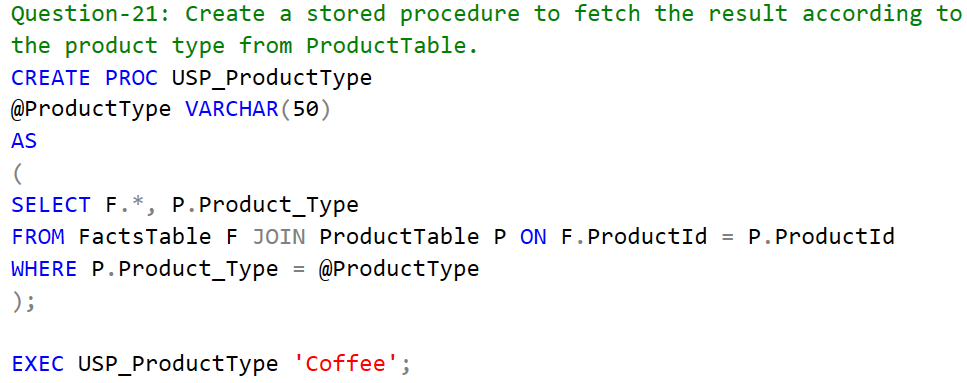 Question-21: Create a stored procedure to fetch the result according to
the product type from ProductTable.
CREATE PROC USP_ProductType
@ProductType VARCHAR(50)
AS
(
SELECT F.*, P.Product_Type
FROM FactsTable F JOIN ProductTable P ON F.ProductId = P.ProductId
WHERE P.Product_Type = @ProductType
);
EXEC USP_ProductType 'Coffee';